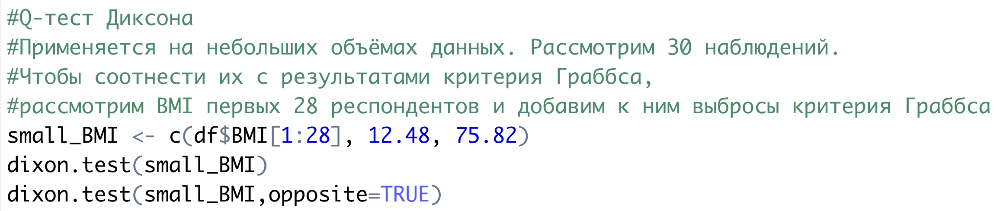 #Q-тест Диксона
#Применяется на небольших объёмах данных. Рассмотрим 30 наблюдений.
#Чтобы соотнести их с результатами критерия Граббса,
#рассмотрим BMI первых 28 респондентов и добавим к ним выбросы критерия Граббса
small_BMI <- c(df$BMI[1:28], 12.48, 75.82)
dixon.test(small_BMI)
dixon.test(small_BMI,opposite=TRUE)